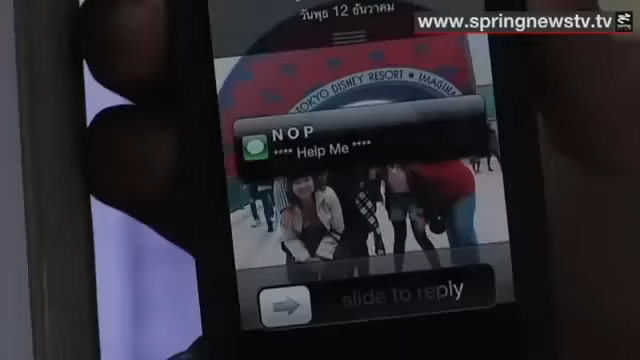 www.springnewstv.tv
วันพุธ 12 ธันวาคม
TOKYO DISNEY RESORT
N O P
**** Help Me ****
slide to reply